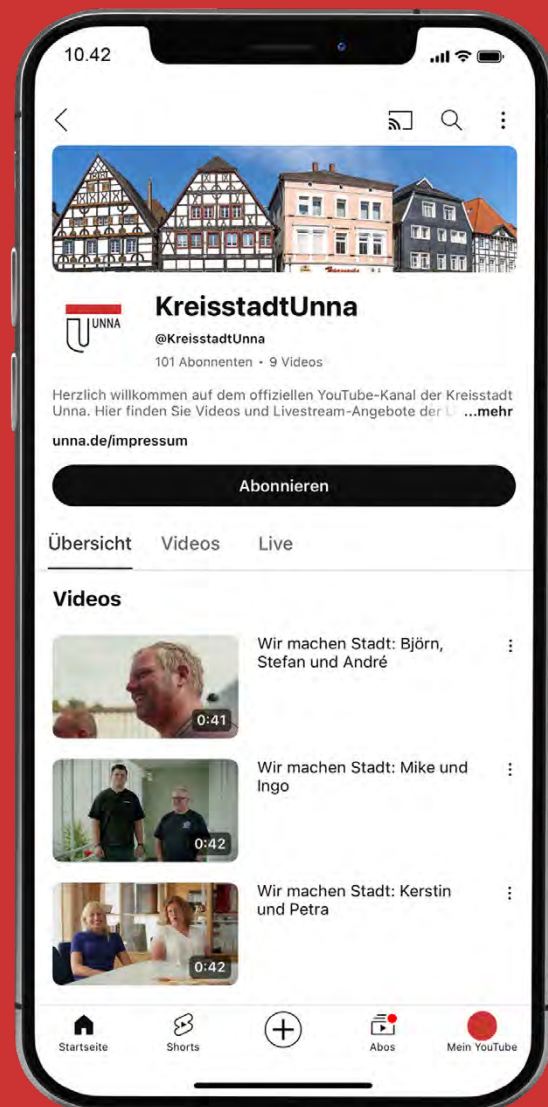 10.42
UNNA
KreisstadtUnna
@KreisstadtUnna
101 Abonnenten • 9 Videos
Herzlich willkommen auf dem offiziellen YouTube-Kanal der Kreisstadt
Unna. Hier finden Sie Videos und Livestream-Angebote der ...mehr
unna.de/impressum
Abonnieren
Übersicht Videos Live
Videos
Wir machen Stadt: Björn,
Stefan und André
0:41
Wir machen Stadt: Mike und
Ingo
0:42
Wir machen Stadt: Kerstin
und Petra
0:42
Startseite Shorts Abos Mein YouTube